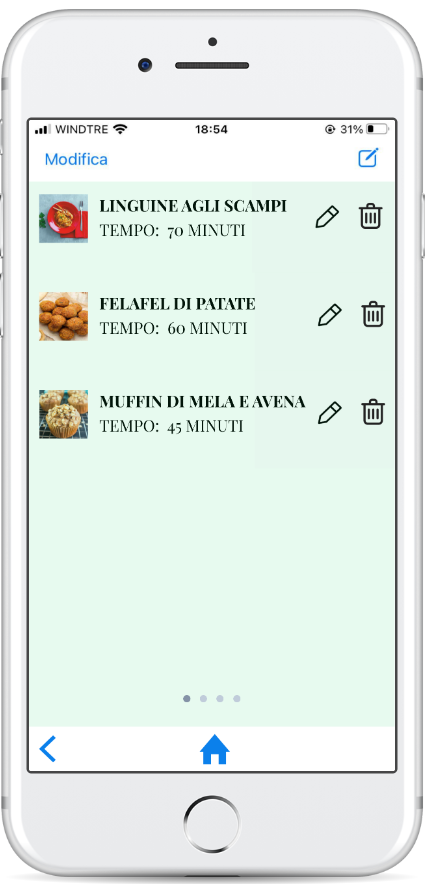 WINDTRE 18:54 31%
Modifica
LINGUINE AGLI SCAMPI
TEMPO: 70 MINUTI
FELAFEL DI PATATE
TEMPO: 60 MINUTI
MUFFIN DI MELA E AVENA
TEMPO: 45 MINUTI